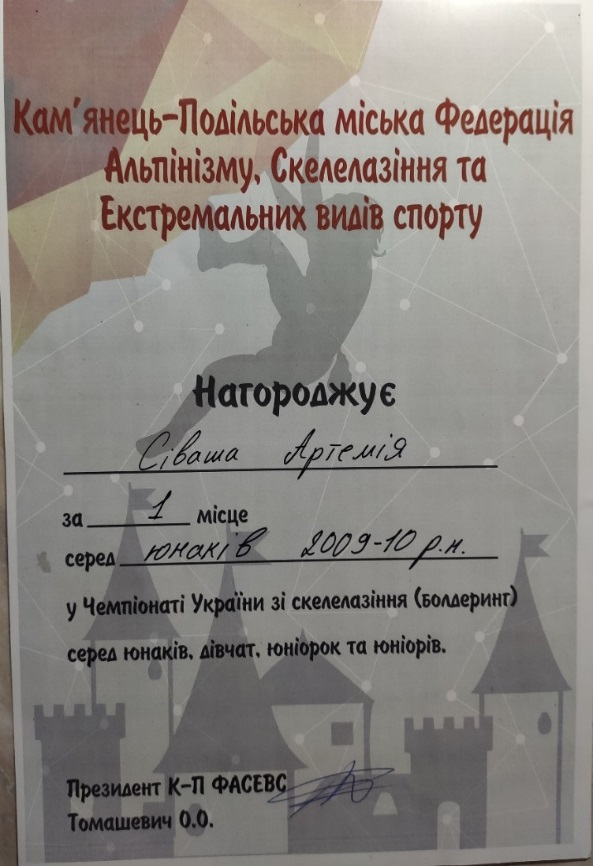 Кам'янець-Подільська міська Федерація
Альпінізму, Скелелазіння та
Екстремальних видів спорту
Нагороджує
Сіваша Артемія
за 1 місце
серед юнаків 2009-10 р.н.
у Чемпіонаті України зі скелелазіння (болдеринг)
серед юнаків, дівчат, юніорок та юніорів.
Президент К-П ФАСЕВС
Томашевич О.О.